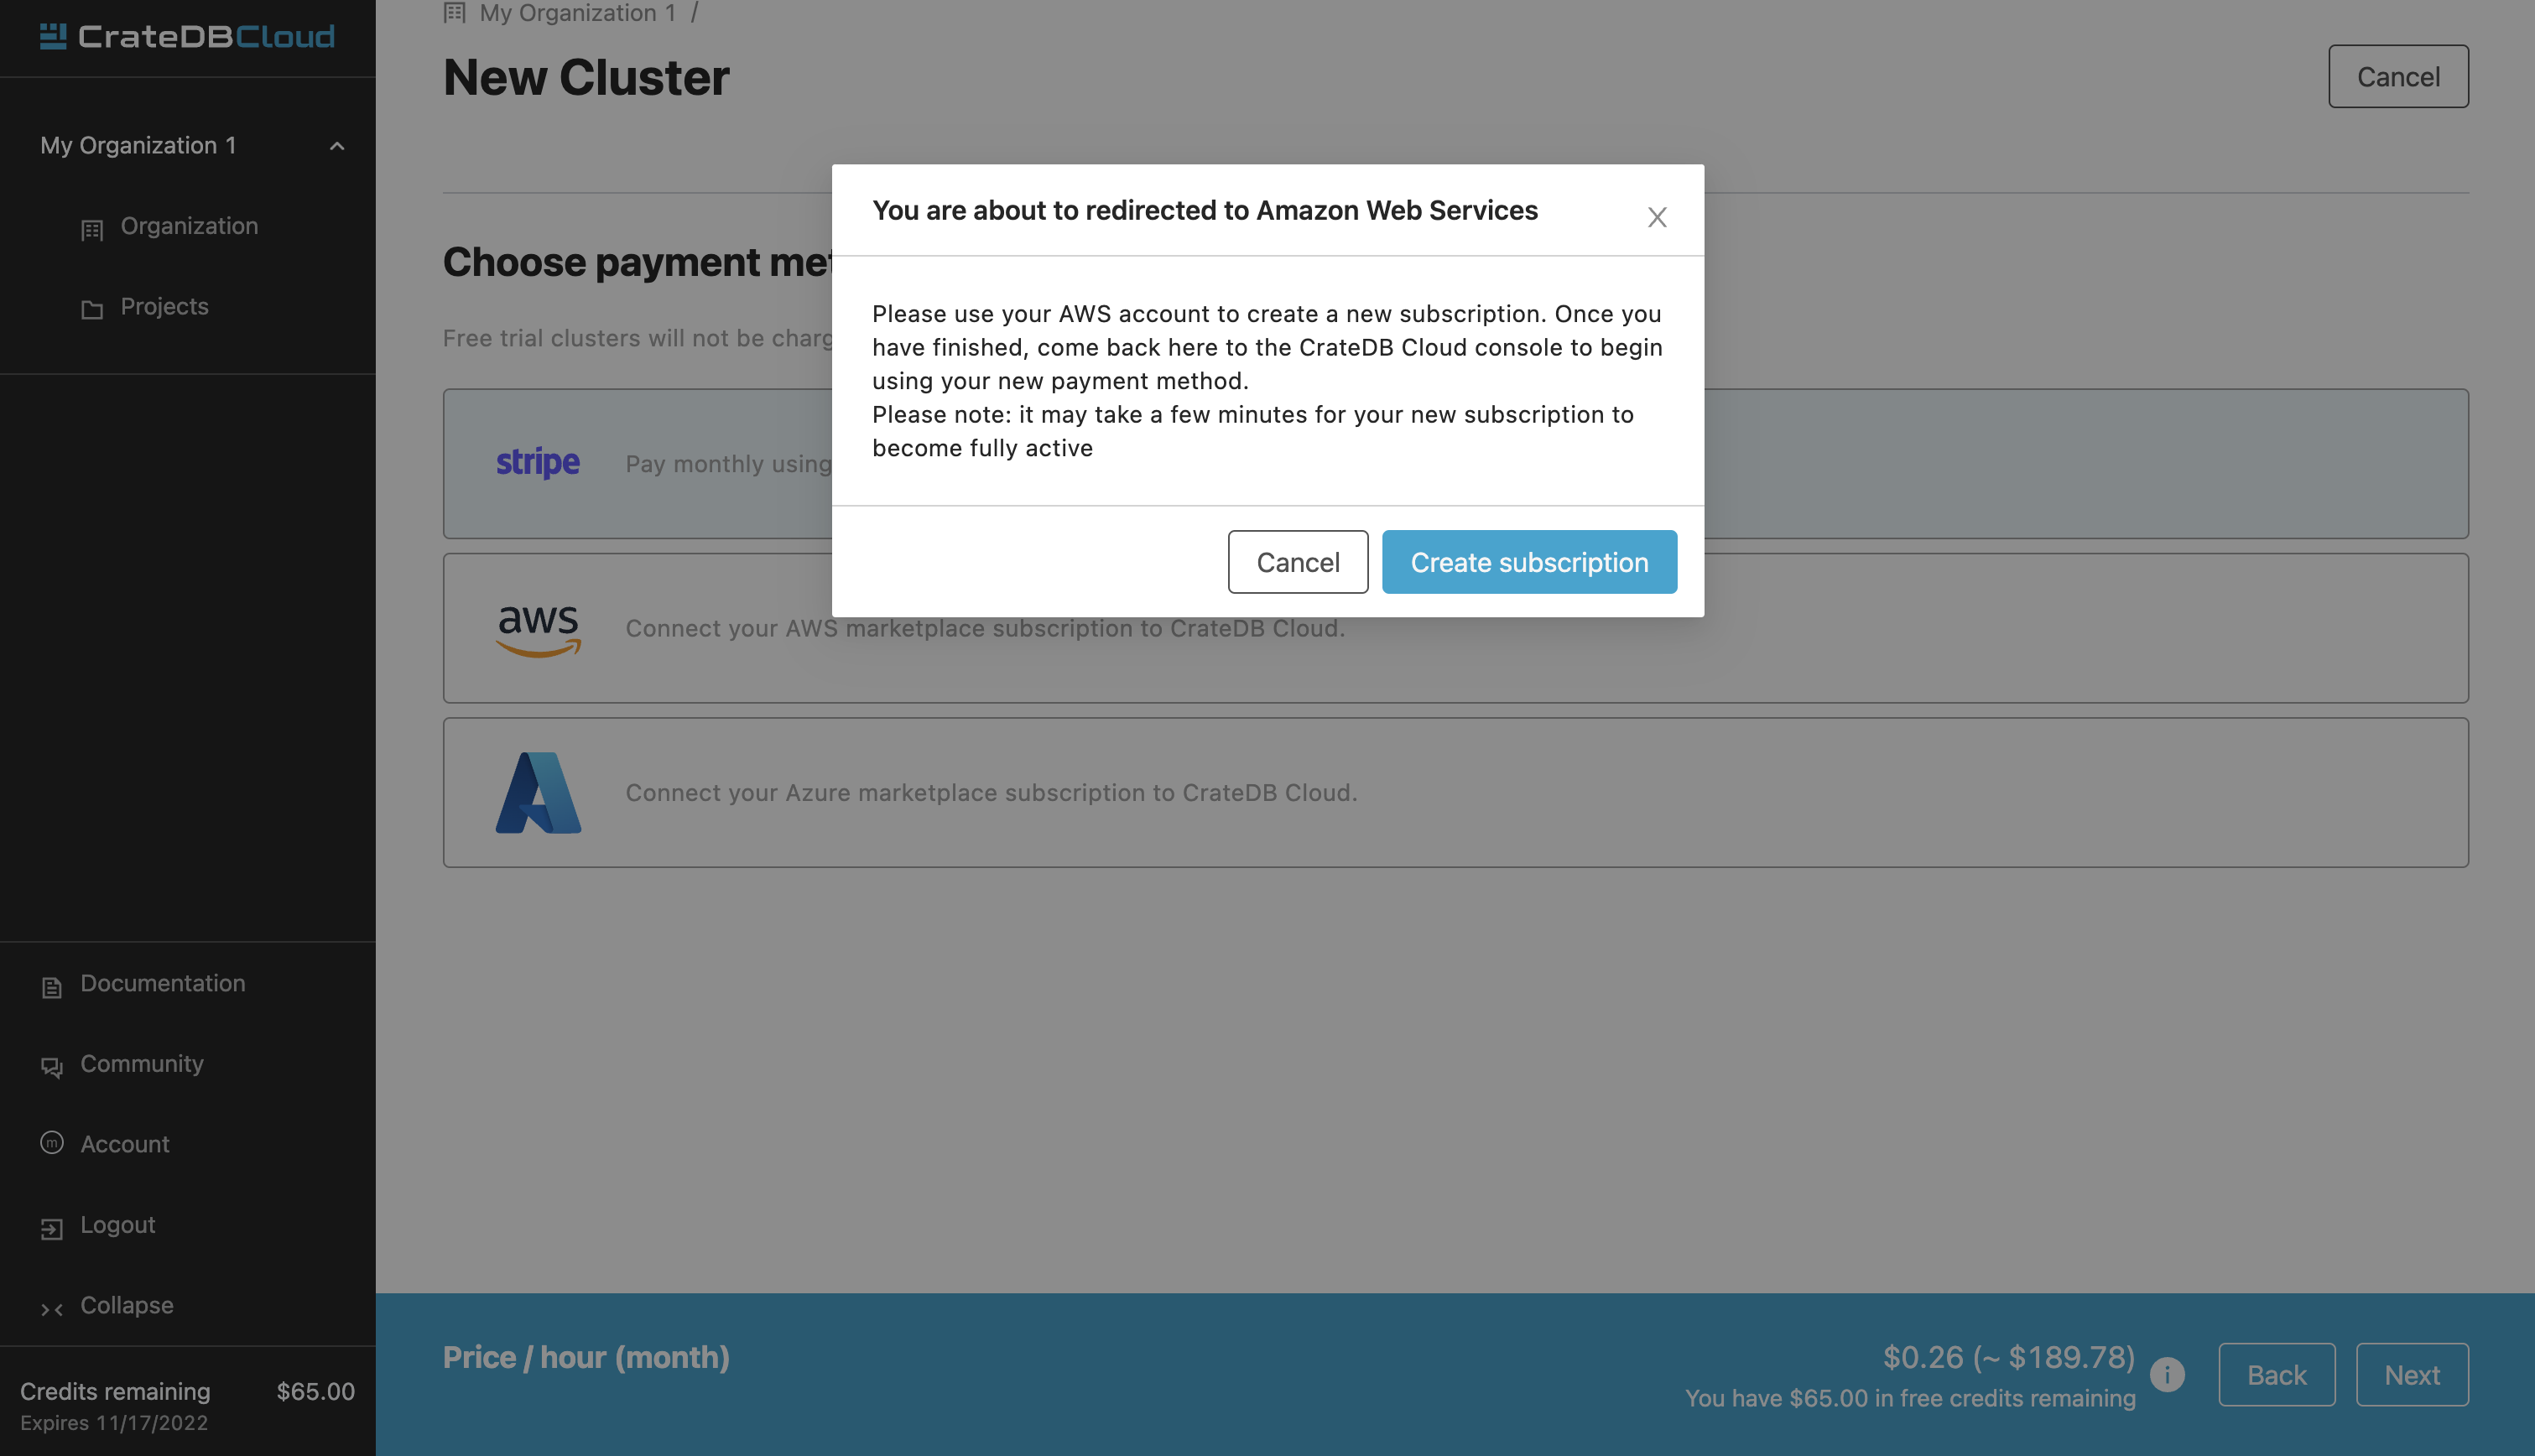 CrateDBCloud
My Organization 1
Organization
Projects
Documentation
Community
m
Account
Logout
Collapse
Credits remaining $65.00
Expires 11/17/2022
My Organization 1 /
New Cluster
Cancel
Choose payment
Free trial clusters will not be
stripe Pay monthly using
aws Connect your AWS marketplace subscription to CrateDB Cloud.
Connect your Azure marketplace subscription to CrateDB Cloud.
You are about to redirected to Amazon Web Services
Please use your AWS account to create a new subscription. Once you
have finished, come back here to the CrateDB Cloud console to begin
using your new payment method.
Please note: it may take a few minutes for your new subscription to
become fully active
Cancel Create subscription
Price / hour (month)
$0.26 (~ $189.78)
You have $65.00 in free credits remaining
i
Back Next